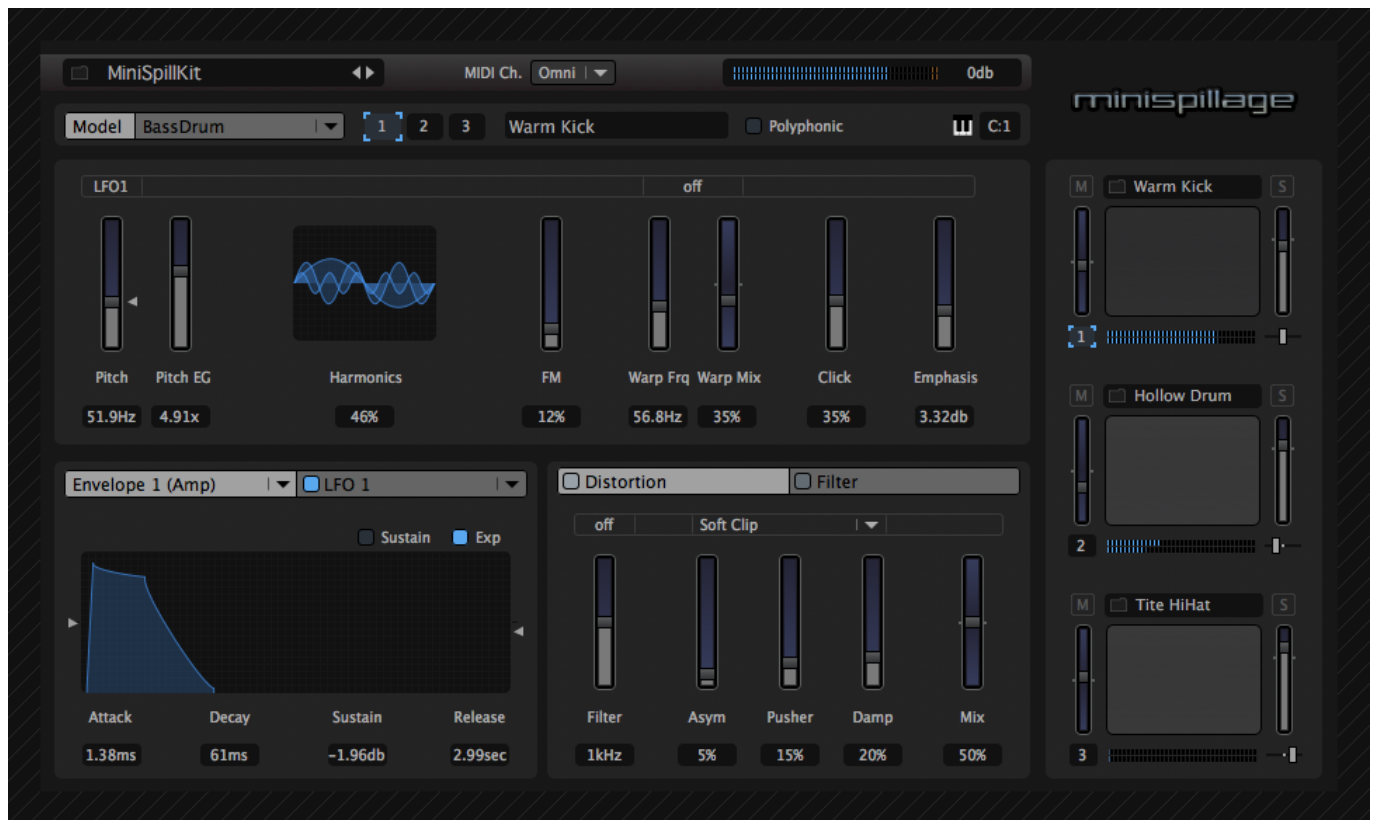 MiniSpillKit MIDI Ch. Omni 0db
minispillage
Model BassDrum 1 2 3 Warm Kick Polyphonic C:1
LFO1 off
Pitch Pitch EG Harmonics FM Warp Frq Warp Mix Click Emphasis
51.9Hz 4.91x 46% 12% 56.8Hz 35% 35% 3.32db
Envelope 1 (Amp) LFO 1
Sustain Exp
Attack Decay Sustain Release
1.38ms 61ms -1.96db 2.99sec
Distortion Filter
off Soft Clip
Filter Asym Pusher Damp Mix
1kHz 5% 15% 20% 50%
M Warm Kick S
1
M Hollow Drum S
2
M Tite HiHat S
3